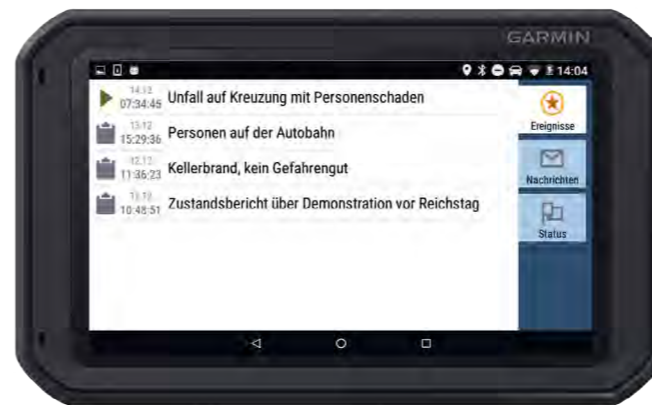 GARMIN
14:04
14.12
07:34:45 Unfall auf Kreuzung mit Personenschaden
13.12
15:29:36 Personen auf der Autobahn
12.12
11:36:23 Kellerbrand, kein Gefahrengut
10:48:51 Zustandsbericht über Demonstration vor Reichstag
Ereignisse
Nachrichten
Status